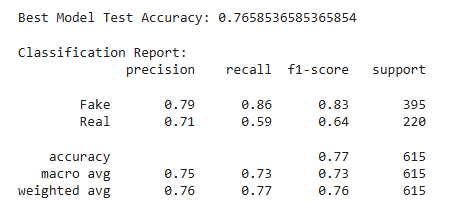 Best Model Test Accuracy: 0.7658536585365854
Classification Report:
precision recall f1-score support
Fake 0.79 0.86 0.83 395
Real 0.71 0.59 0.64 220
accuracy 0.77 615
macro avg 0.75 0.73 0.73 615
weighted avg 0.76 0.77 0.76 615